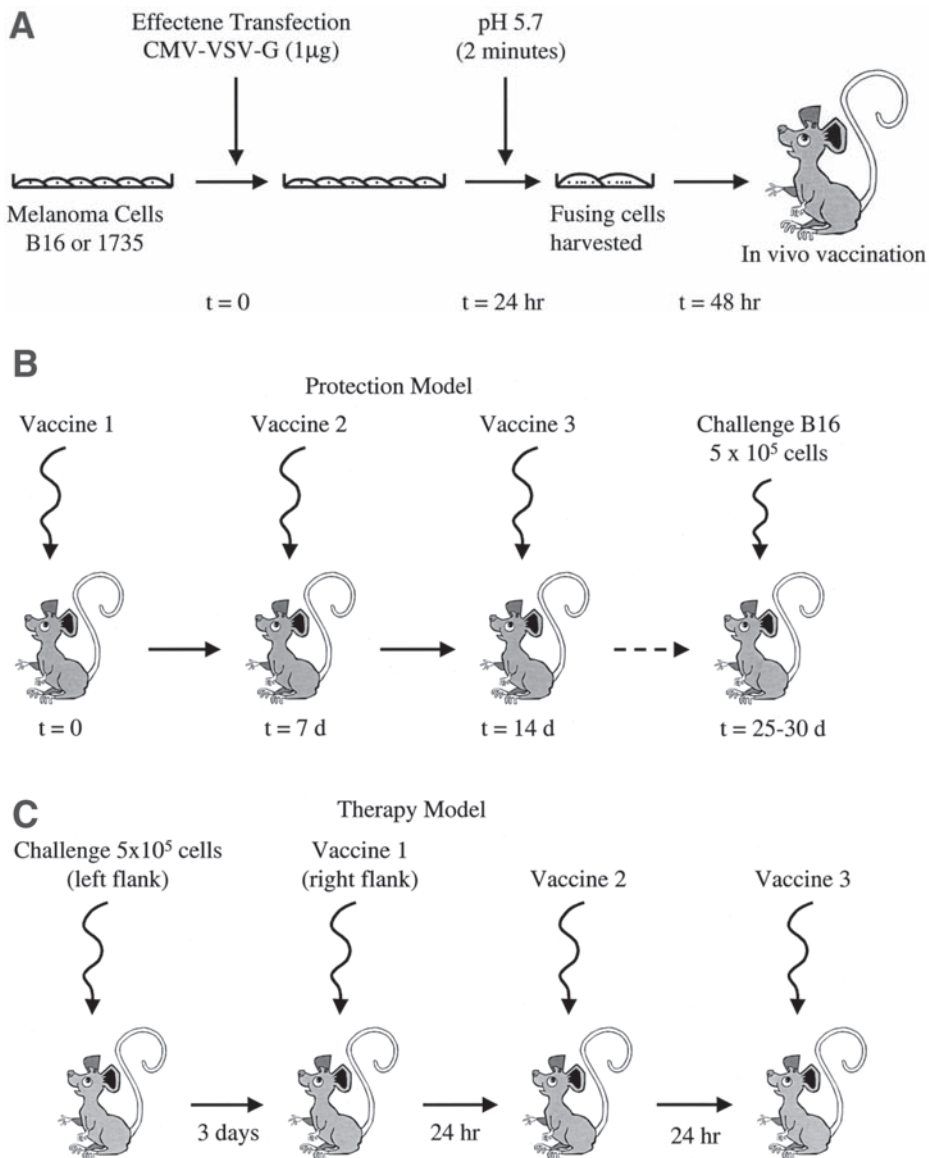 A
Effectene Transfection
CMV-VSV-G (1μg)
pH 5.7
(2 minutes)
Melanoma Cells
B16 or 1735
Fusing cells
harvested
In vivo vaccination
t = 0
t = 24 hr
t = 48 hr
B
Protection Model
Vaccine 1
Vaccine 2
Vaccine 3
Challenge B16
5 x 10⁵ cells
t = 0
t = 7 d
t = 14 d
t = 25-30 d
C
Therapy Model
Challenge 5x10⁵ cells
(left flank)
Vaccine 1
(right flank)
Vaccine 2
Vaccine 3
3 days
24 hr
24 hr